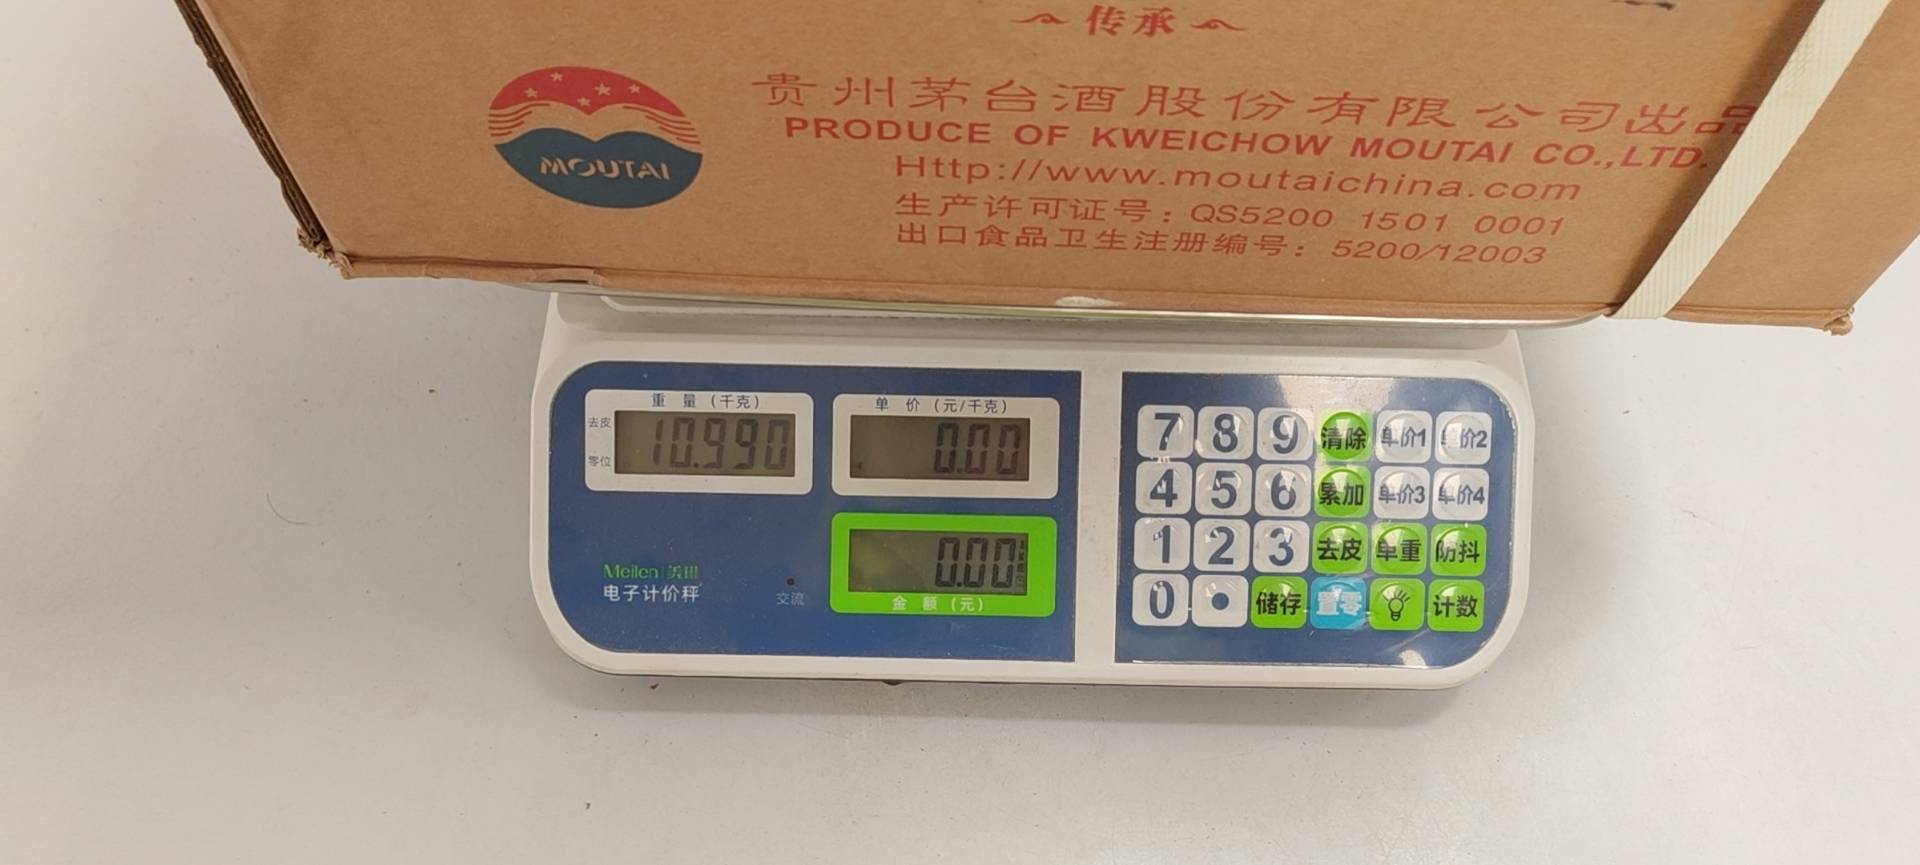 传承
贵州茅台酒股份有限公司出品
PRODUCE OF KWEICHOW MOUTAI CO.,LTD.
Http://www.moutaichina.com
生产许可证号：QS5200 1501 0001
出口食品卫生注册编号：5200/12003
MOUTAI
重 量（千克）
去皮
零位
10.990
单 价（元/千克）
0.00
0.00
金 额（元）
Meilen 美琳
电子计价秤
交流
7 8 9 清除 单价1 单价2
4 5 6 累加 单价3 单价4
1 2 3 去皮 单重 防抖
0 • 储存 置零 计数